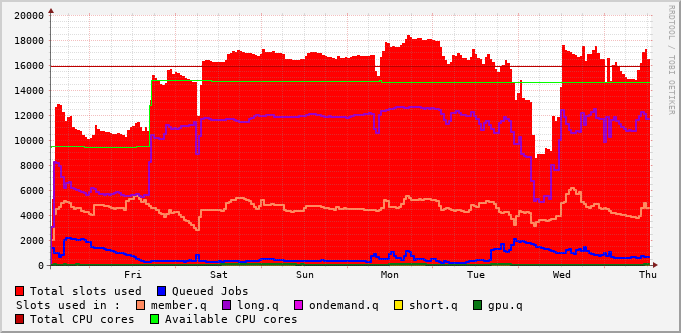 20000
18000
16000
14000
12000
10000
8000
6000
4000
2000
0
Fri Sat Sun Mon Tue Wed Thu
RRDTOOL / TOBI OETIKER
Total slots used Queued Jobs
Slots used in : member.q long.q ondemand.q short.q gpu.q
Total CPU cores Available CPU cores